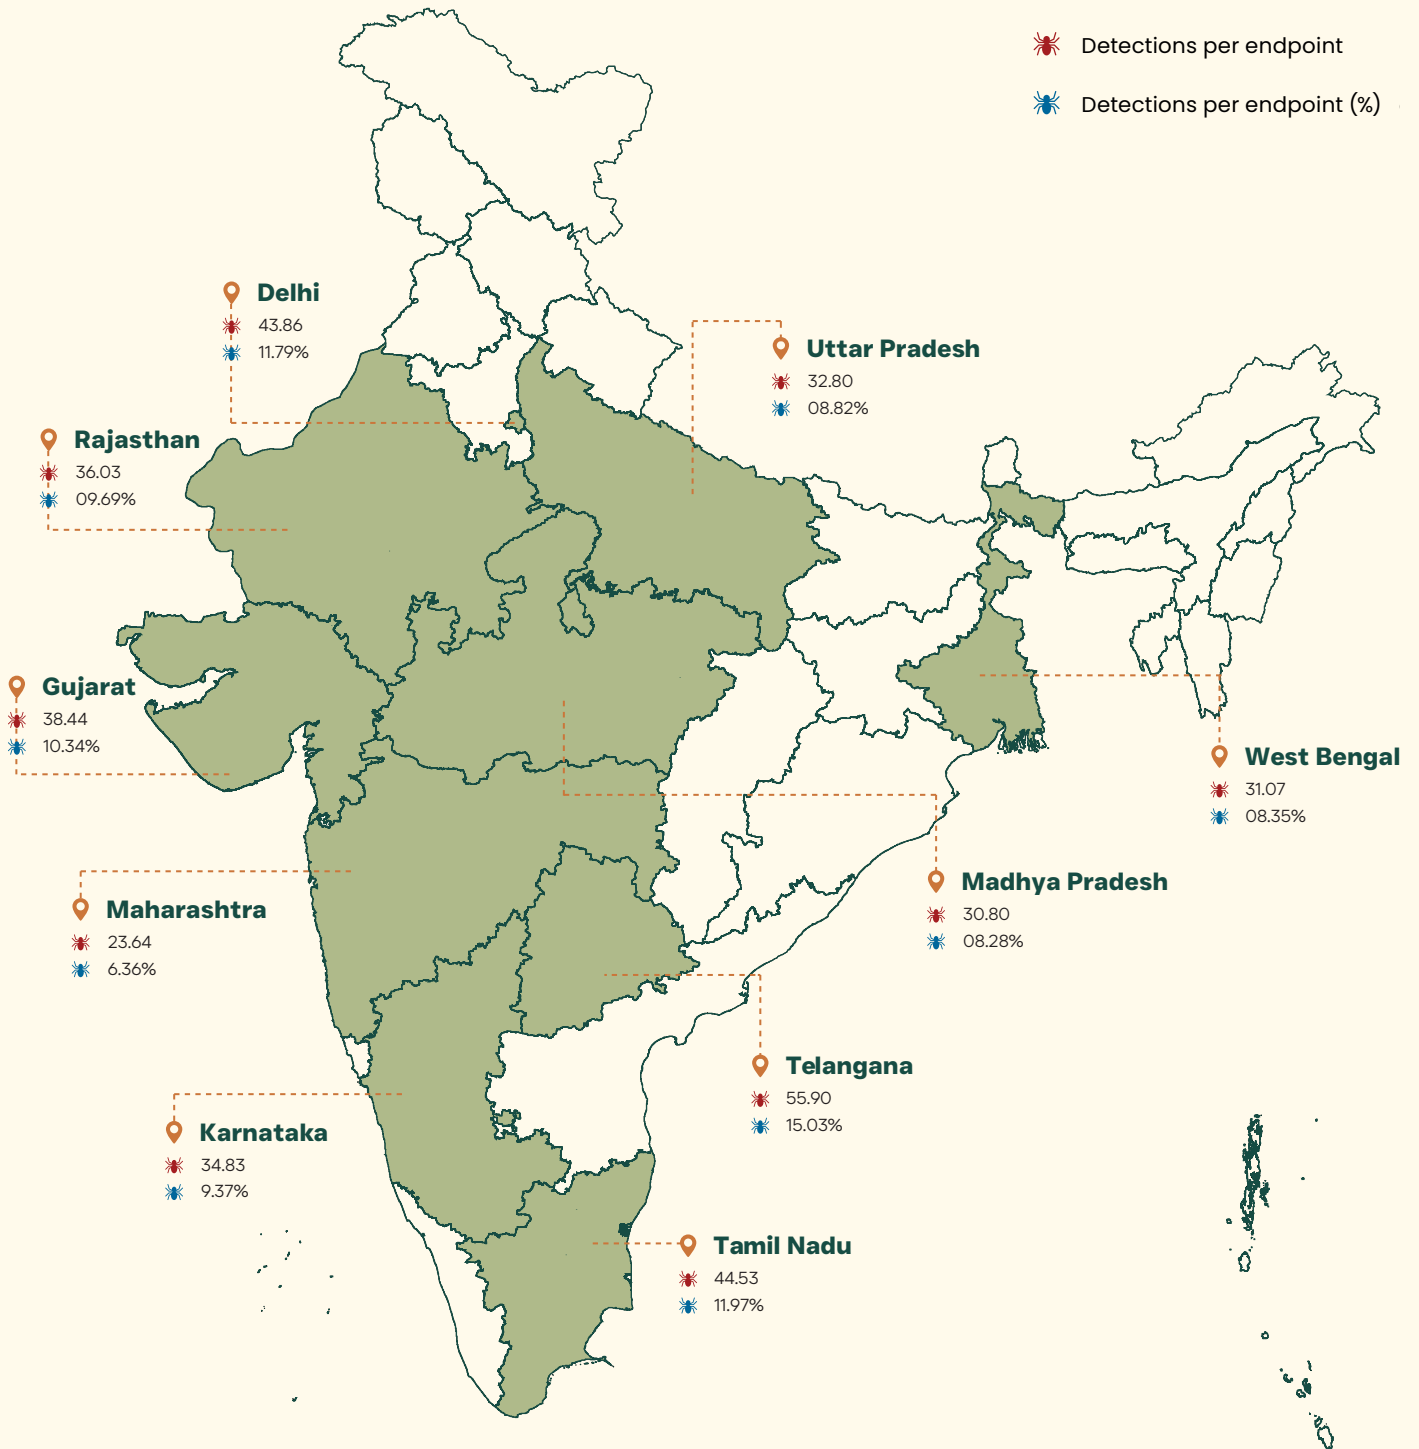 Detections per endpoint
Detections per endpoint (%)
Delhi
43.86
11.79%
Uttar Pradesh
32.80
08.82%
Rajasthan
36.03
09.69%
Gujarat
38.44
10.34%
West Bengal
31.07
08.35%
Madhya Pradesh
30.80
08.28%
Maharashtra
23.64
6.36%
Telangana
55.90
15.03%
Karnataka
34.83
9.37%
Tamil Nadu
44.53
11.97%